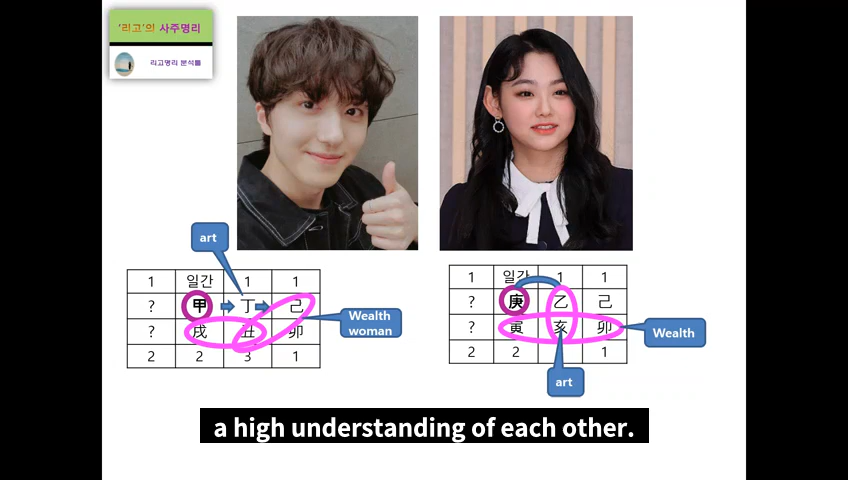 '리고'의 사주명리
리고명리 분석틀
art
1 일간 1 1
? 甲 丁 己
? 戌 丑 卯
2 2 3 1
Wealth
woman
1 일간 1 1
? 庚 乙 己
? 寅 亥 卯
2 2 1
Wealth
art
a high understanding of each other.